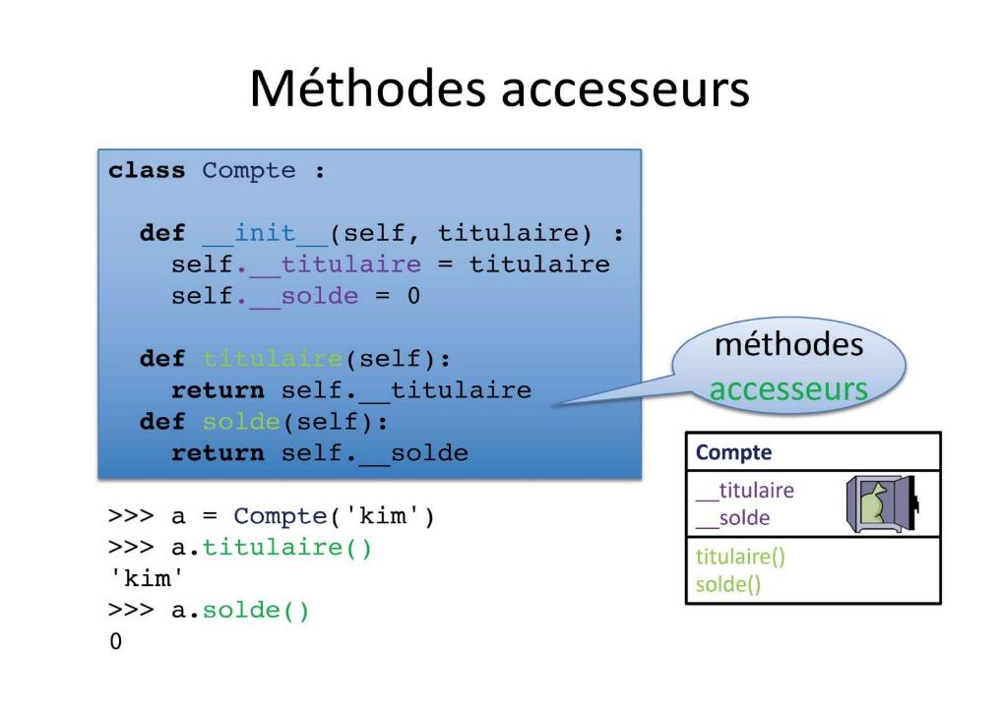 Méthodes accesseurs
class Compte :
def __init__(self, titulaire) :
self.__titulaire = titulaire
self.__solde = 0
def titulaire(self):
return self.__titulaire
def solde(self):
return self.__solde
méthodes
accesseurs
Compte
__titulaire
__solde
titulaire()
solde()
>>> a = Compte('kim')
>>> a.titulaire()
'kim'
>>> a.solde()
0